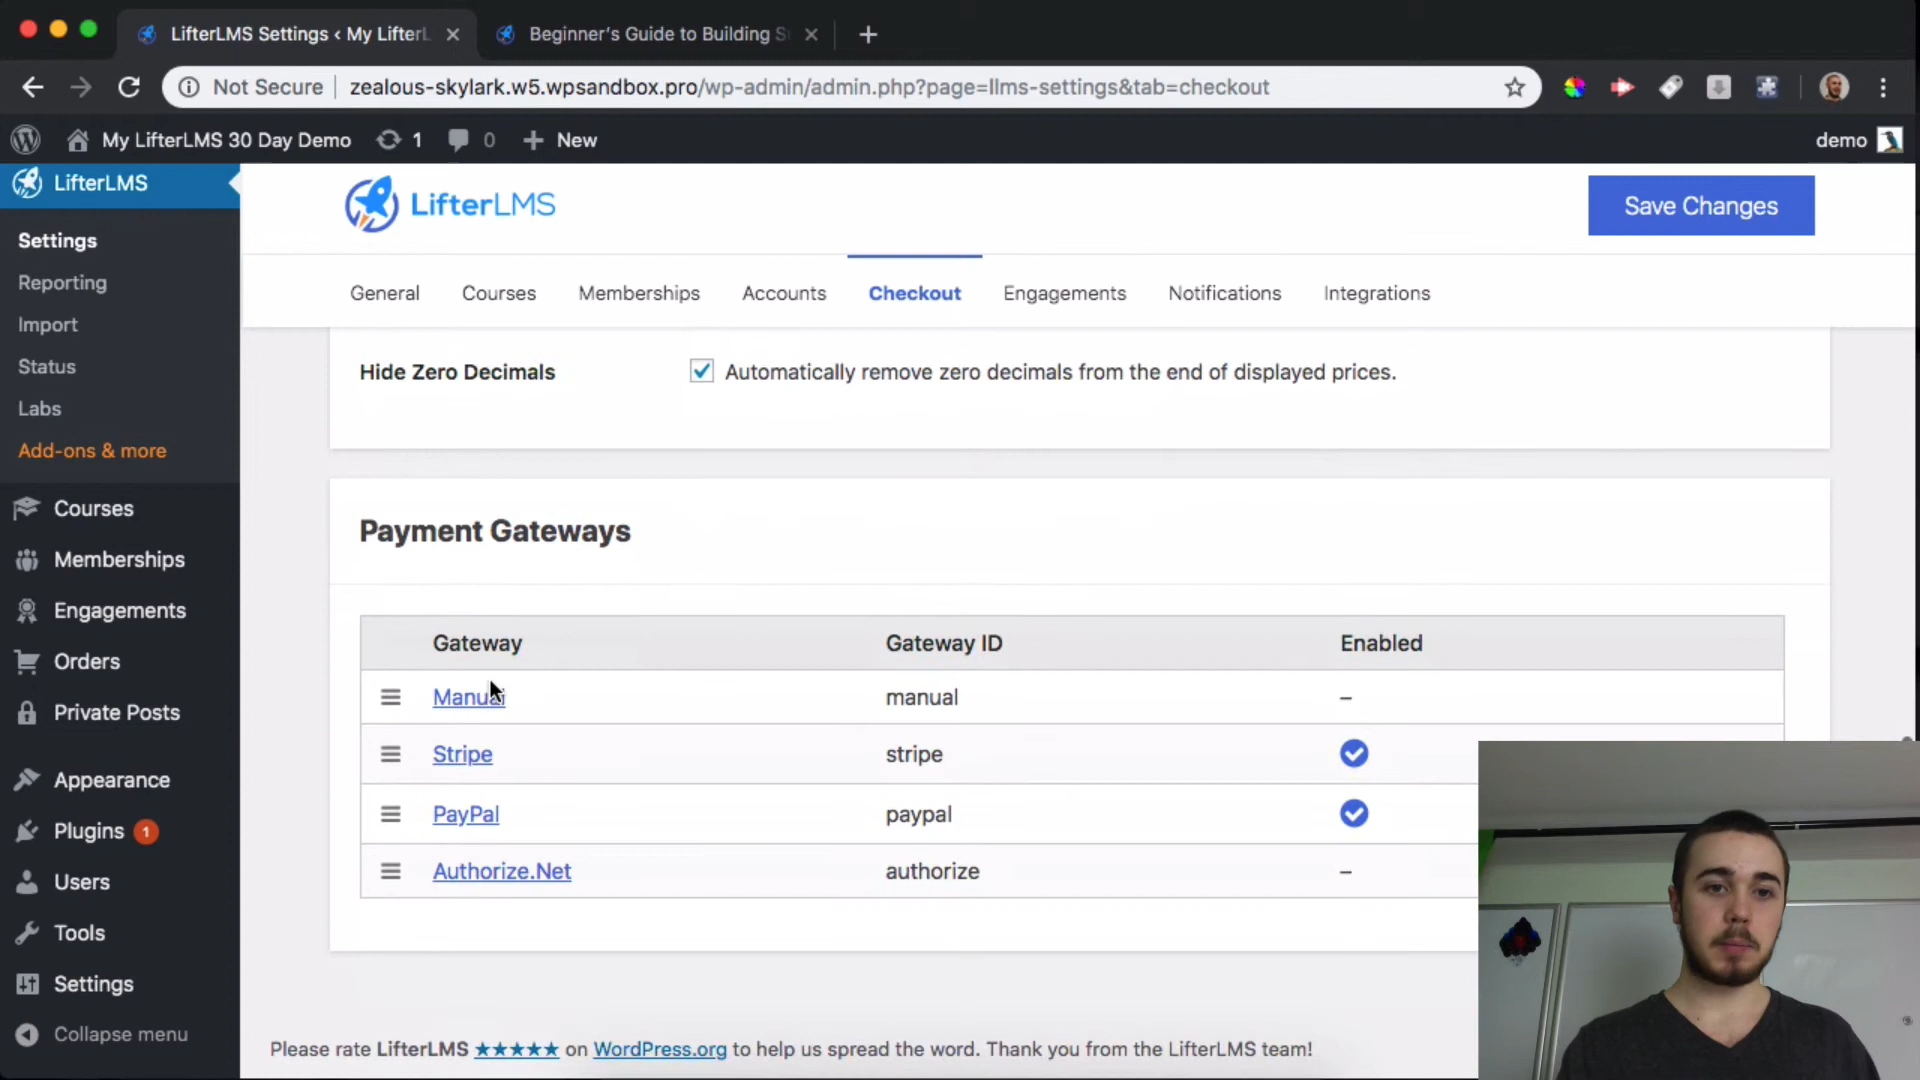 LifterLMS Settings ‹ My LifterL
Beginner's Guide to Building S
Not Secure
zealous-skylark.w5.wpsandbox.pro/wp-admin/admin.php?page=llms-settings&tab=checkout
My LifterLMS 30 Day Demo
1
0
New
demo
LifterLMS
Settings
Reporting
Import
Status
Labs
Add-ons & more
Courses
Memberships
Engagements
Orders
Private Posts
Appearance
Plugins 1
Users
Tools
Settings
Collapse menu
LifterLMS
Save Changes
General Courses Memberships Accounts Checkout Engagements Notifications Integrations
Hide Zero Decimals
Automatically remove zero decimals from the end of displayed prices.
Payment Gateways
Gateway Gateway ID Enabled
Manual manual –
Stripe stripe
PayPal paypal
Authorize.Net authorize –
Please rate LifterLMS ★★★★★ on WordPress.org to help us spread the word. Thank you from the LifterLMS team!